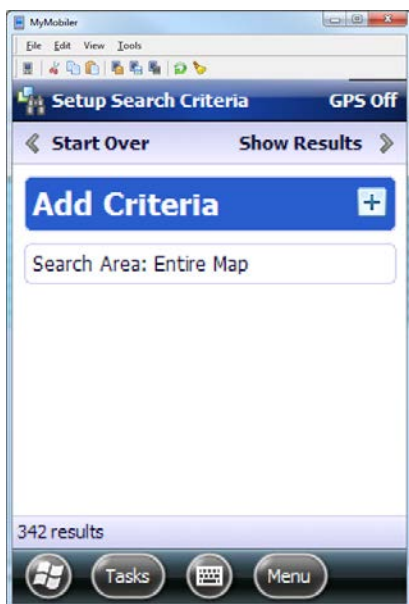 MyMobiler
File Edit View Tools
Setup Search Criteria GPS Off
Start Over Show Results
Add Criteria
Search Area: Entire Map
342 results
Tasks Menu